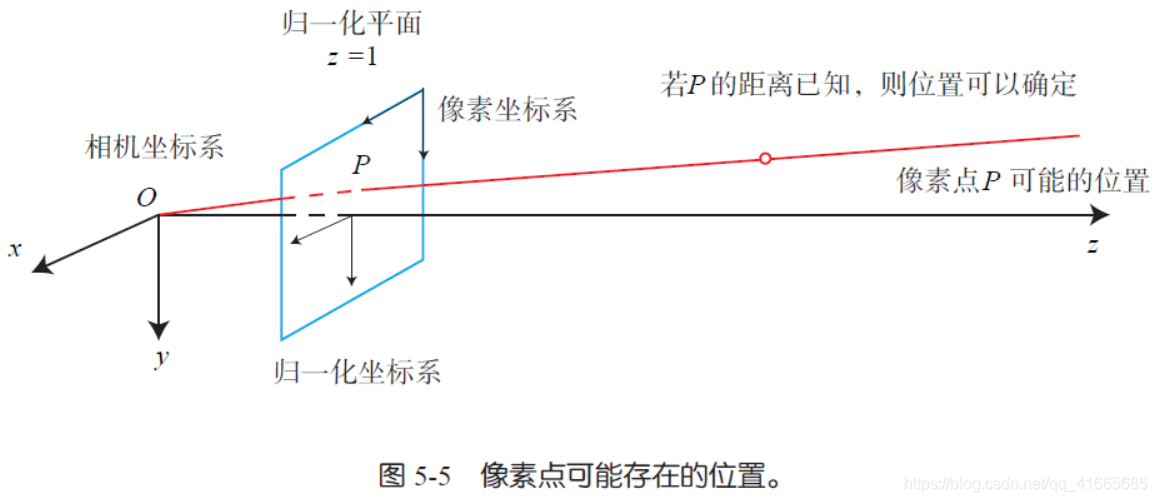 归一化平面
z =1
若P 的距离已知，则位置可以确定
像素坐标系
相机坐标系
P
像素点P 可能的位置
O
x
z
y
归一化坐标系
图 5-5 像素点可能存在的位置。
https://blog.csdn.net/qq_41665685